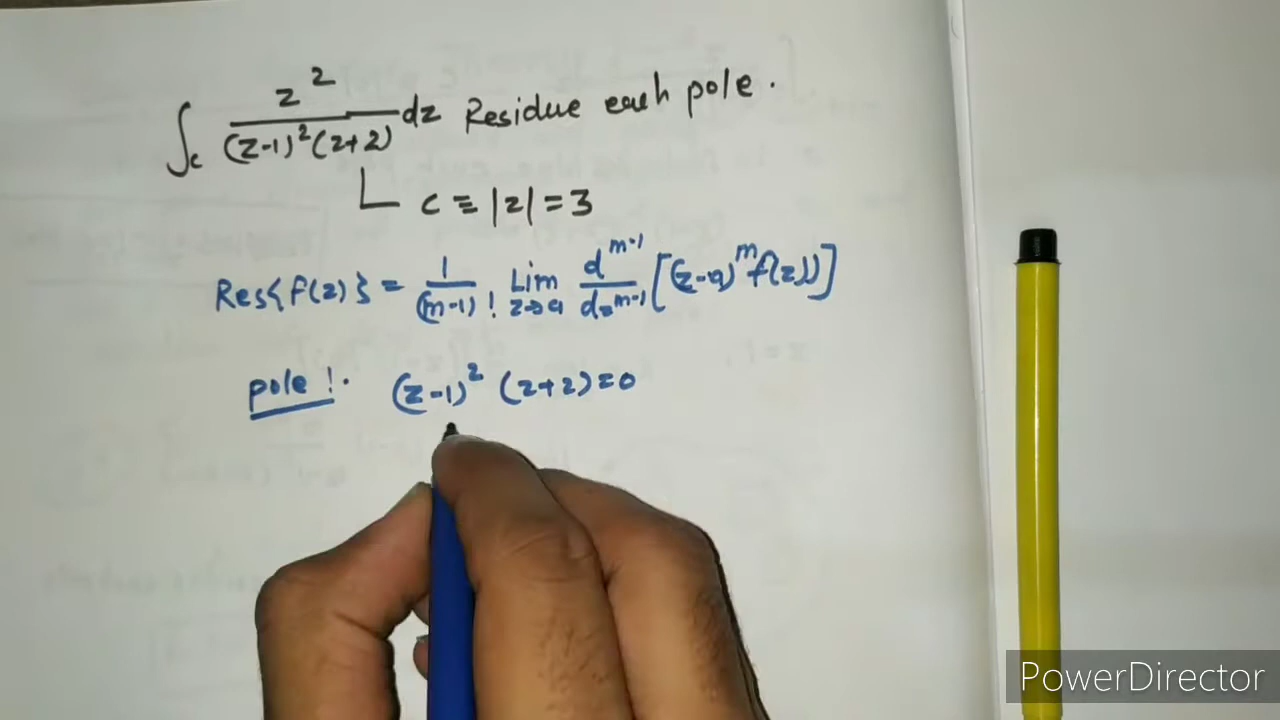 ∫c z² / (z-1)²(z+2) dz Residue each pole.
c ≡ |z| = 3
Res{f(z)} = 1/(m-1)! Lim z→a d^m-1/dz^m-1 [(z-a)^m f(z))]
pole! . (z-1)² (z+2)=0
PowerDirector